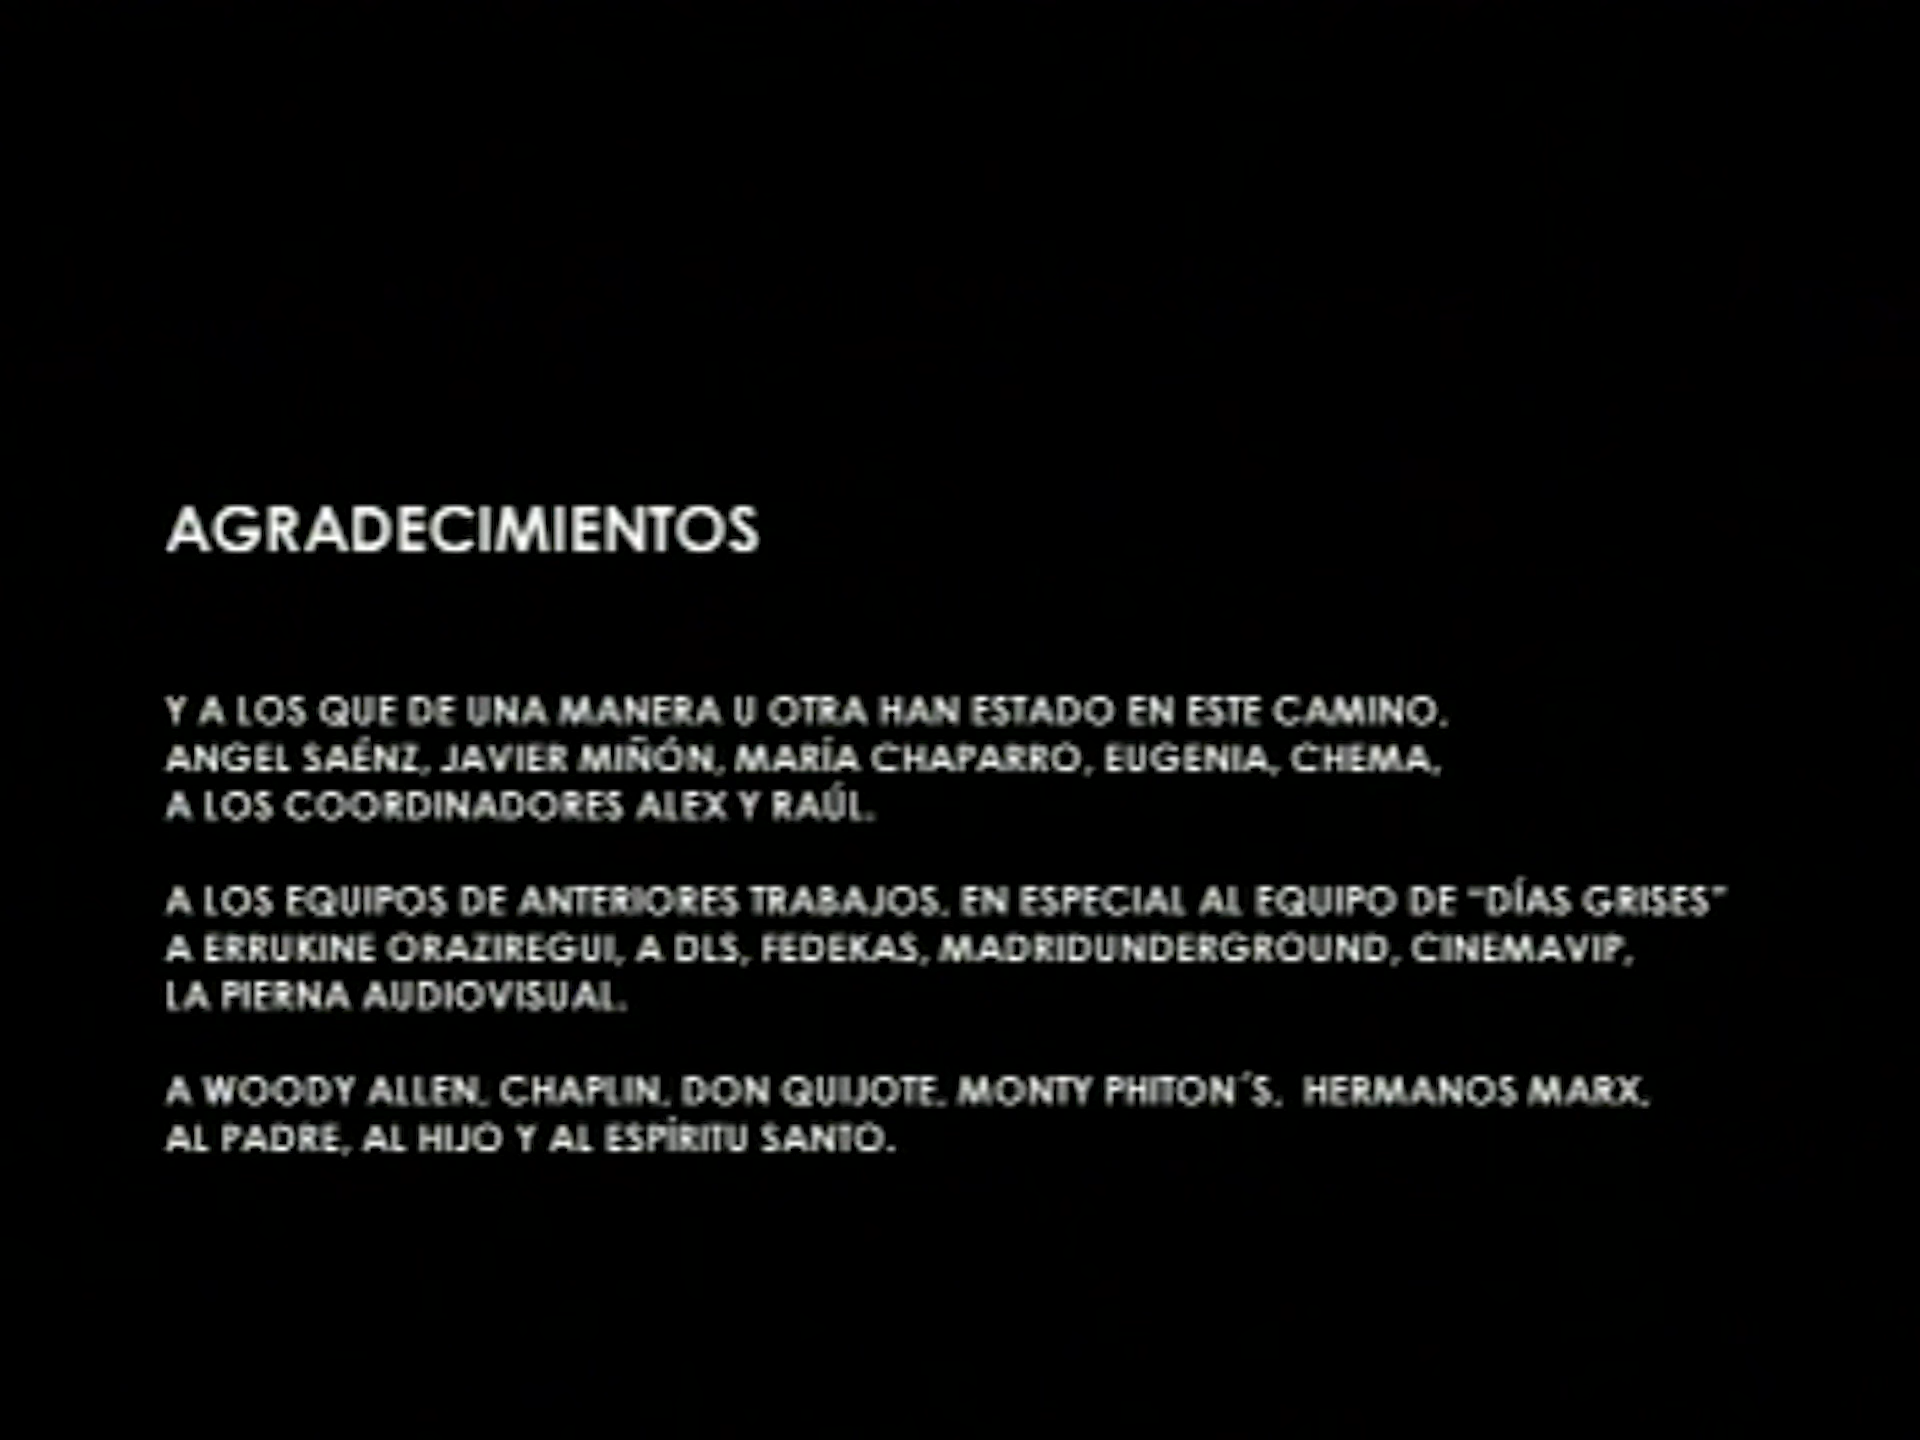 AGRADECIMIENTOS
Y A LOS QUE DE UNA MANERA U OTRA HAN ESTADO EN ESTE CAMINO.
ANGEL SAÉNZ, JAVIER MIÑÓN, MARÍA CHAPARRO, EUGENIA, CHEMA,
A LOS COORDINADORES ALEX Y RAÚL.
A LOS EQUIPOS DE ANTERIORES TRABAJOS, EN ESPECIAL AL EQUIPO DE "DÍAS GRISES"
A ERRUKINE ORAZIREGUI, A DLS, FEDEKAS, MADRIDUNDERGROUND, CINEMAVIP,
LA PIERNA AUDIOVISUAL.
A WOODY ALLEN, CHAPLIN, DON QUIJOTE, MONTY PHITON´S, HERMANOS MARX,
AL PADRE, AL HIJO Y AL ESPÍRITU SANTO.